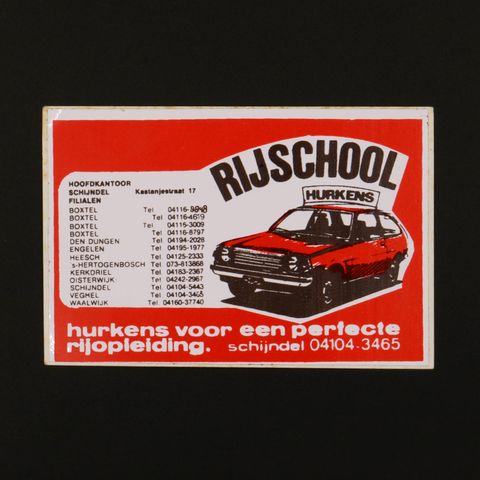 RIJSCHOOL
HURKENS
HOOFDKANTOOR
SCHIJNDEL Kastanjestraat 17
FILIALEN
BOXTEL Tel. 04116-
BOXTEL Tel. 04116-4619
BOXTEL Tel. 04115-3009
BOXTEL Tel. 04116-8797
DEN DUNGEN Tel. 04194-2028
ENGELEN Tel. 04195-1977
HEESCH Tel. 04125-2333
's-HERTOGENBOSCH Tel. 073-813868
KERKDRIEL Tel. 04183-2367
OISTERWIJK Tel. 04242-2967
SCHIJNDEL Tel. 04104-5443
VEGHEL Tel. 04104-3465
WAALWIJK Tel. 04160-37740
hurkens voor een perfecte
rijopleiding. schijndel 04104-3465